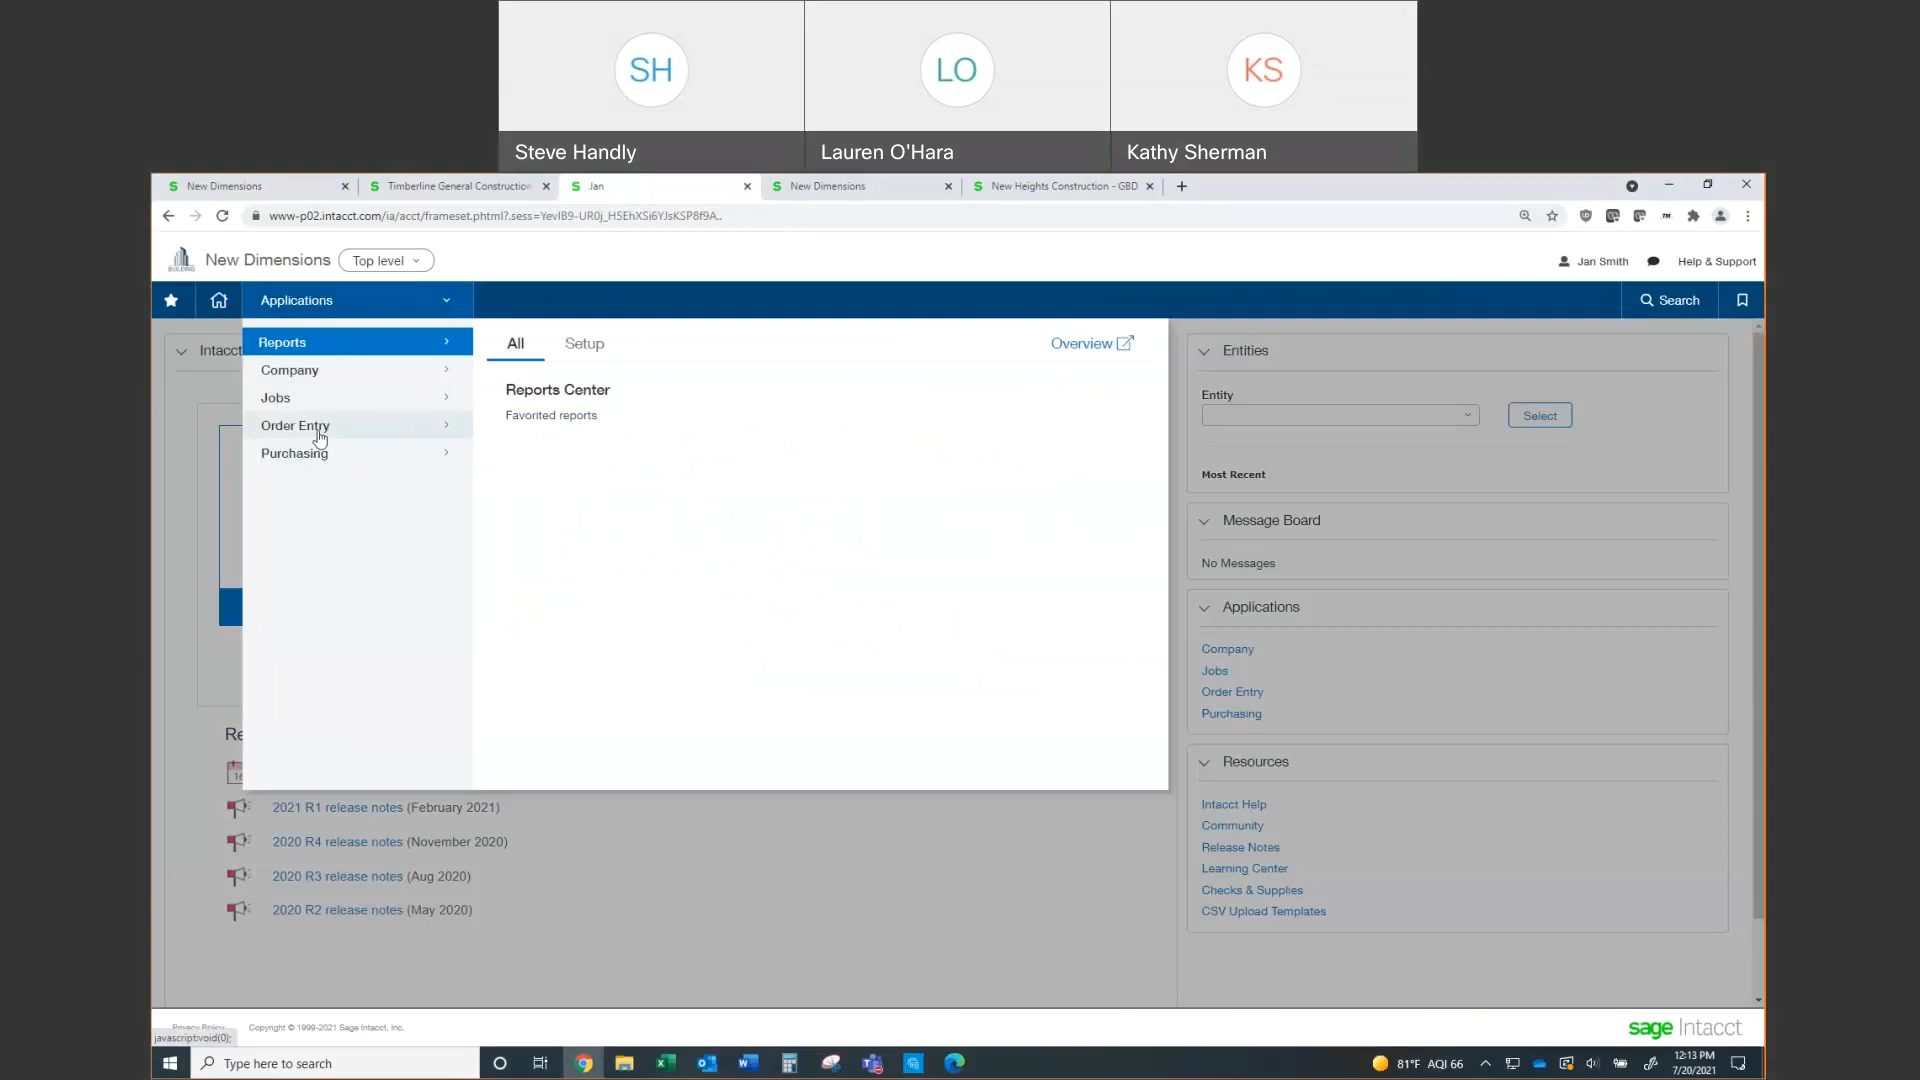 SH
LO
KS
Steve Handly
Lauren O'Hara
Kathy Sherman
New Dimensions
Timberline General Construction
Jan
New Dimensions
New Heights Construction - GBD
www-p02.intacct.com/ia/acct/frameset.phtml?.sess=YevIB9-UR0j_H5EhXSi6YJsKSP8f9A..
New Dimensions
Top level
Jan Smith
Help & Support
Applications
Search
Reports
Company
Jobs
Order Entry
Purchasing
All
Setup
Overview
Reports Center
Favorited reports
Intacct
Re
2021 R1 release notes (February 2021)
2020 R4 release notes (November 2020)
2020 R3 release notes (Aug 2020)
2020 R2 release notes (May 2020)
Entities
Entity
Select
Most Recent
Message Board
No Messages
Applications
Company
Jobs
Order Entry
Purchasing
Resources
Intacct Help
Community
Release Notes
Learning Center
Checks & Supplies
CSV Upload Templates
Privacy Policy
Copyright © 1999-2021 Sage Intacct, Inc.
javascript:void(0);
sage Intacct
Type here to search
81°F AQI 66
12:13 PM
7/20/2021